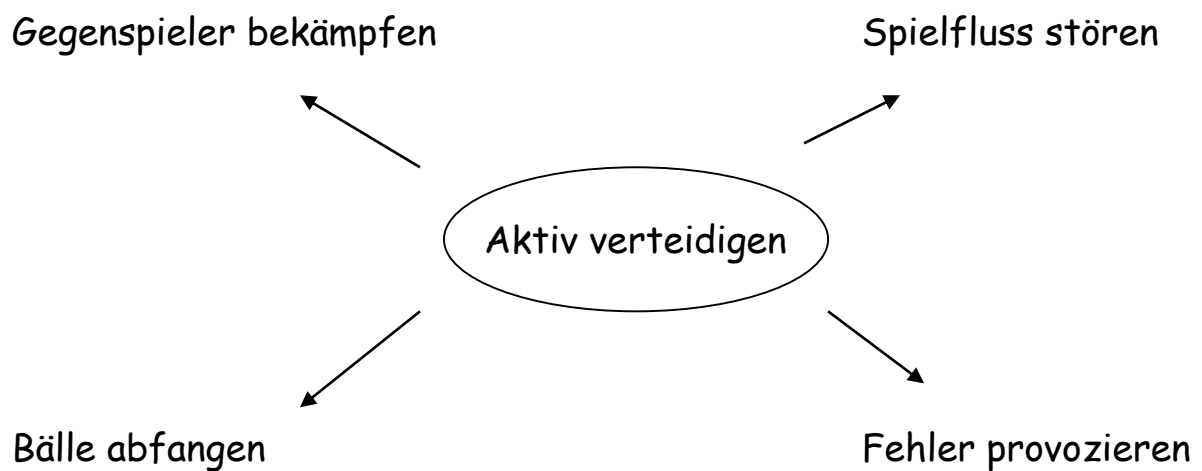 Gegenspieler bekämpfen
Spielfluss stören
Aktiv verteidigen
Bälle abfangen
Fehler provozieren